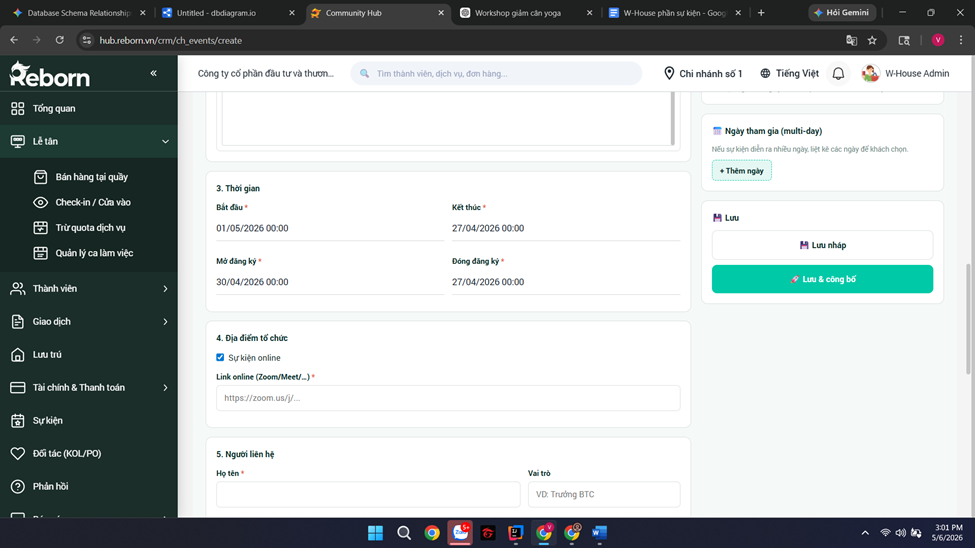 Database Schema Relationship
Untitled - dbdiagram.io
Community Hub
Workshop giảm cân yoga
W-House phần sự kiện - Goog
Hỏi Gemini
hub.reborn.vn/crm/ch_events/create
V
Reborn
Công ty cổ phần đầu tư và thươn...
Tìm thành viên, dịch vụ, đơn hàng...
Chi nhánh số 1
Tiếng Việt
W-House Admin
Tổng quan
Lễ tân
Bán hàng tại quầy
Check-in / Cửa vào
Trừ quota dịch vụ
Quản lý ca làm việc
Thành viên
Giao dịch
Lưu trú
Tài chính & Thanh toán
Sự kiện
Đối tác (KOL/PO)
Phản hồi
3. Thời gian
Bắt đầu *
Kết thúc *
01/05/2026 00:00
27/04/2026 00:00
Mở đăng ký *
Đóng đăng ký *
30/04/2026 00:00
27/04/2026 00:00
4. Địa điểm tổ chức
Sự kiện online
Link online (Zoom/Meet/...) *
https://zoom.us/j/...
5. Người liên hệ
Họ tên *
Vai trò
VD: Trưởng BTC
Ngày tham gia (multi-day)
Nếu sự kiện diễn ra nhiều ngày, liệt kê các ngày để khách chọn.
+ Thêm ngày
Lưu
Lưu nháp
Lưu & công bố
5+
3:01 PM
5/6/2026